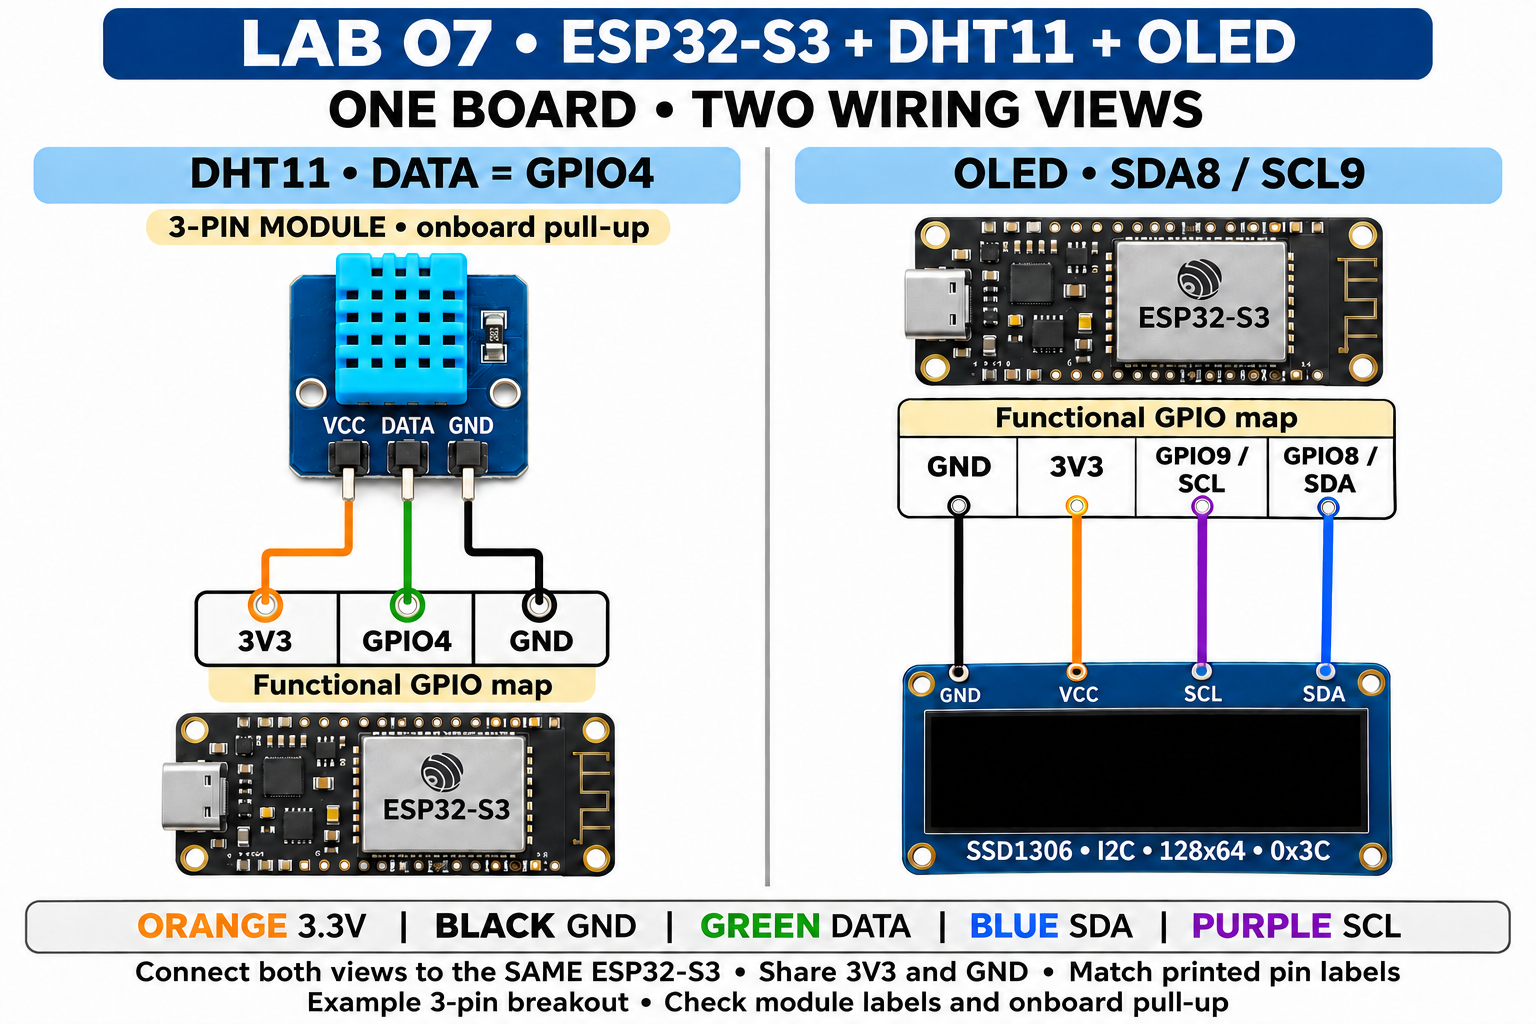 LAB 07 • ESP32-S3 + DHT11 + OLED
ONE BOARD • TWO WIRING VIEWS
DHT11 • DATA = GPIO4
3-PIN MODULE • onboard pull-up
VCC DATA GND
3V3 GPIO4 GND
Functional GPIO map
ESP32-S3
OLED • SDA8 / SCL9
ESP32-S3
Functional GPIO map
GND 3V3 GPIO9 / SCL GPIO8 / SDA
GND VCC SCL SDA
SSD1306 • I2C • 128x64 • 0x3C
ORANGE 3.3V | BLACK GND | GREEN DATA | BLUE SDA | PURPLE SCL
Connect both views to the SAME ESP32-S3 • Share 3V3 and GND • Match printed pin labels
Example 3-pin breakout • Check module labels and onboard pull-up